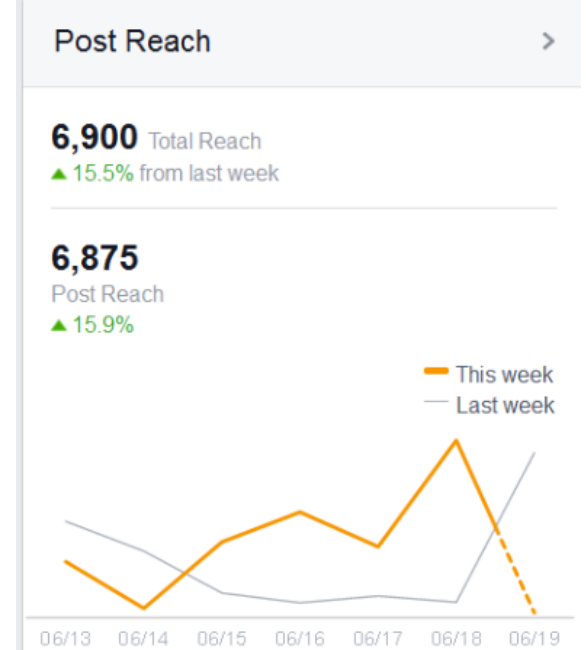 Post Reach
6,900 Total Reach
15.5% from last week
6,875
Post Reach
15.9%
This week
Last week
06/13 06/14 06/15 06/16 06/17 06/18 06/19